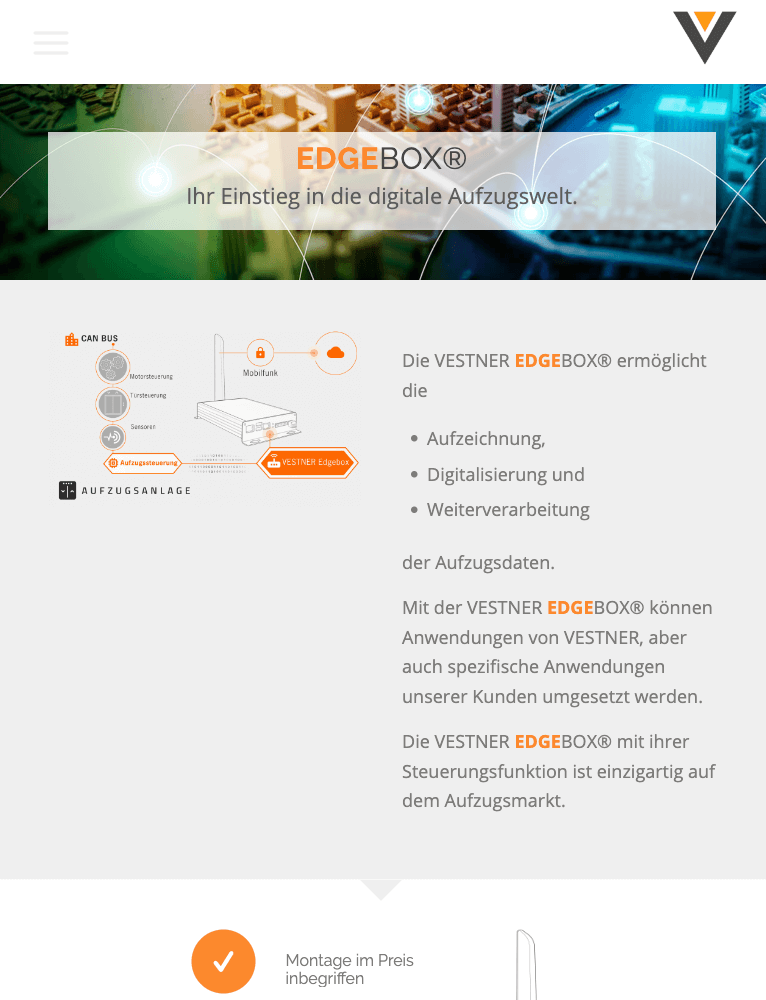 EDGEBOX®
Ihr Einstieg in die digitale Aufzugswelt.
CAN BUS
Motorsteuerung
Türsteuerung
Sensoren
Aufzugssteuerung
Mobilfunk
VESTNER Edgebox
AUFZUGSANLAGE
Die VESTNER EDGEBOX® ermöglicht
die
• Aufzeichnung,
• Digitalisierung und
• Weiterverarbeitung
der Aufzugsdaten.
Mit der VESTNER EDGEBOX® können
Anwendungen von VESTNER, aber
auch spezifische Anwendungen
unserer Kunden umgesetzt werden.
Die VESTNER EDGEBOX® mit ihrer
Steuerungsfunktion ist einzigartig auf
dem Aufzugsmarkt.
Montage im Preis
inbegriffen